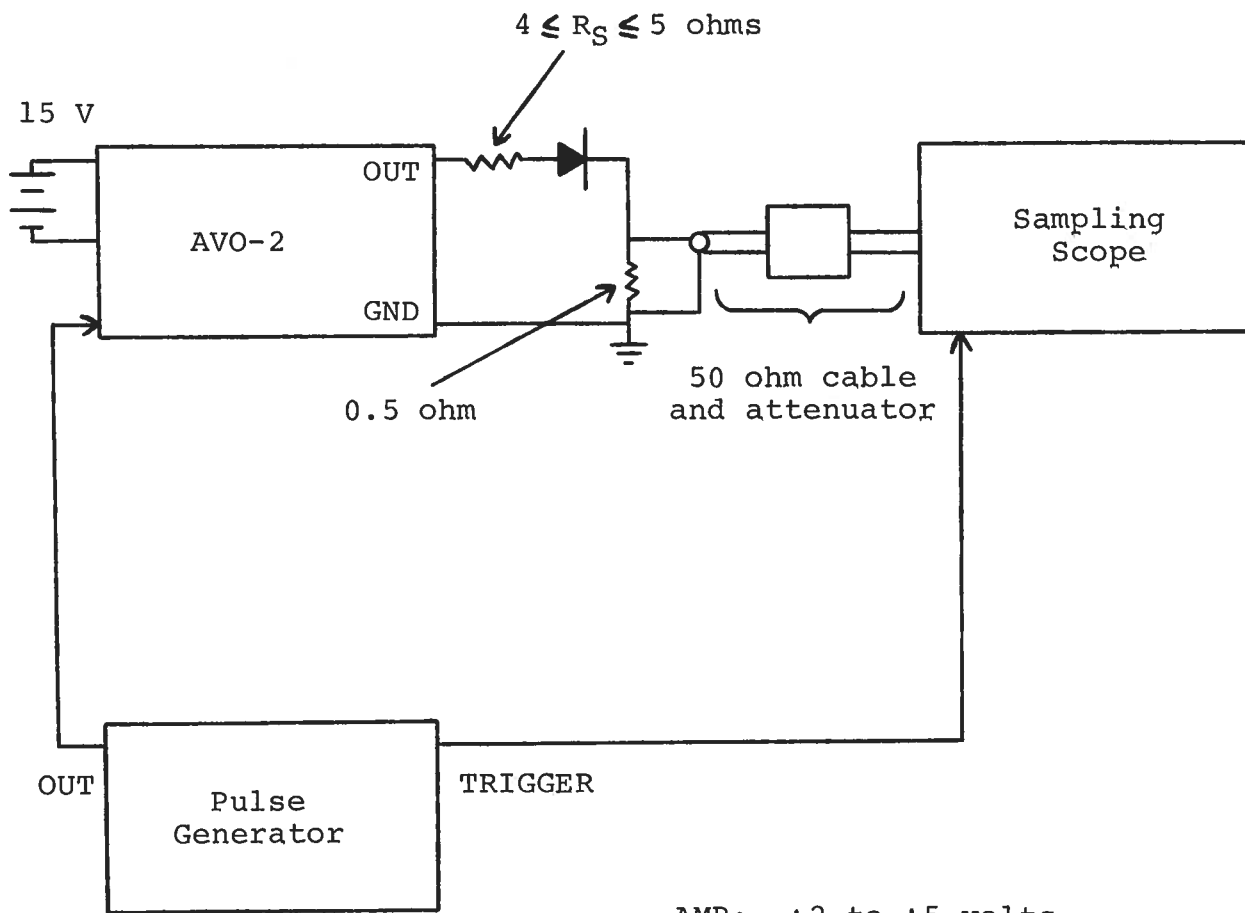 4 ≤ RS ≤ 5 ohms
15 V
OUT
AVO-2
GND
Sampling
Scope
0.5 ohm
50 ohm cable
and attenuator
OUT
TRIGGER
Pulse
Generator